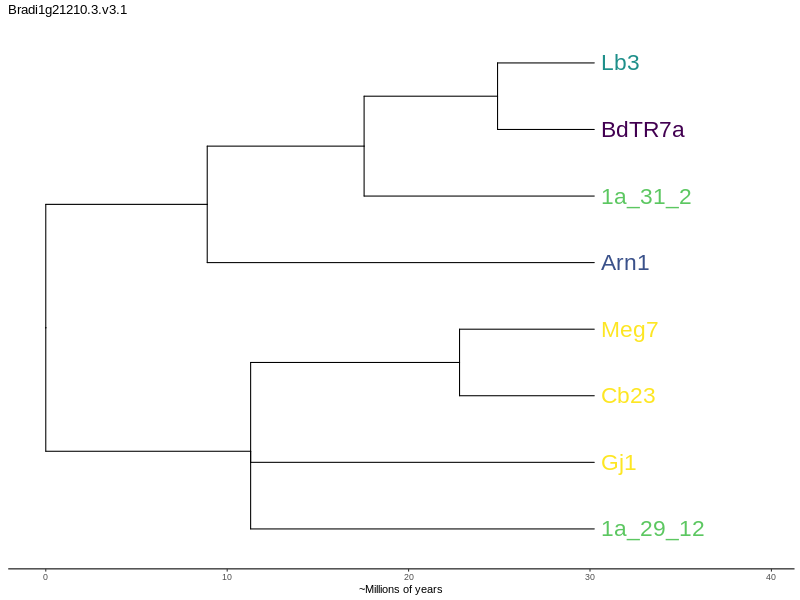 Bradi1g21210.3.v3.1
Lb3
BdTR7a
1a_31_2
Arn1
Meg7
Cb23
Gj1
1a_29_12
0 10 20 30 40
~Millions of years